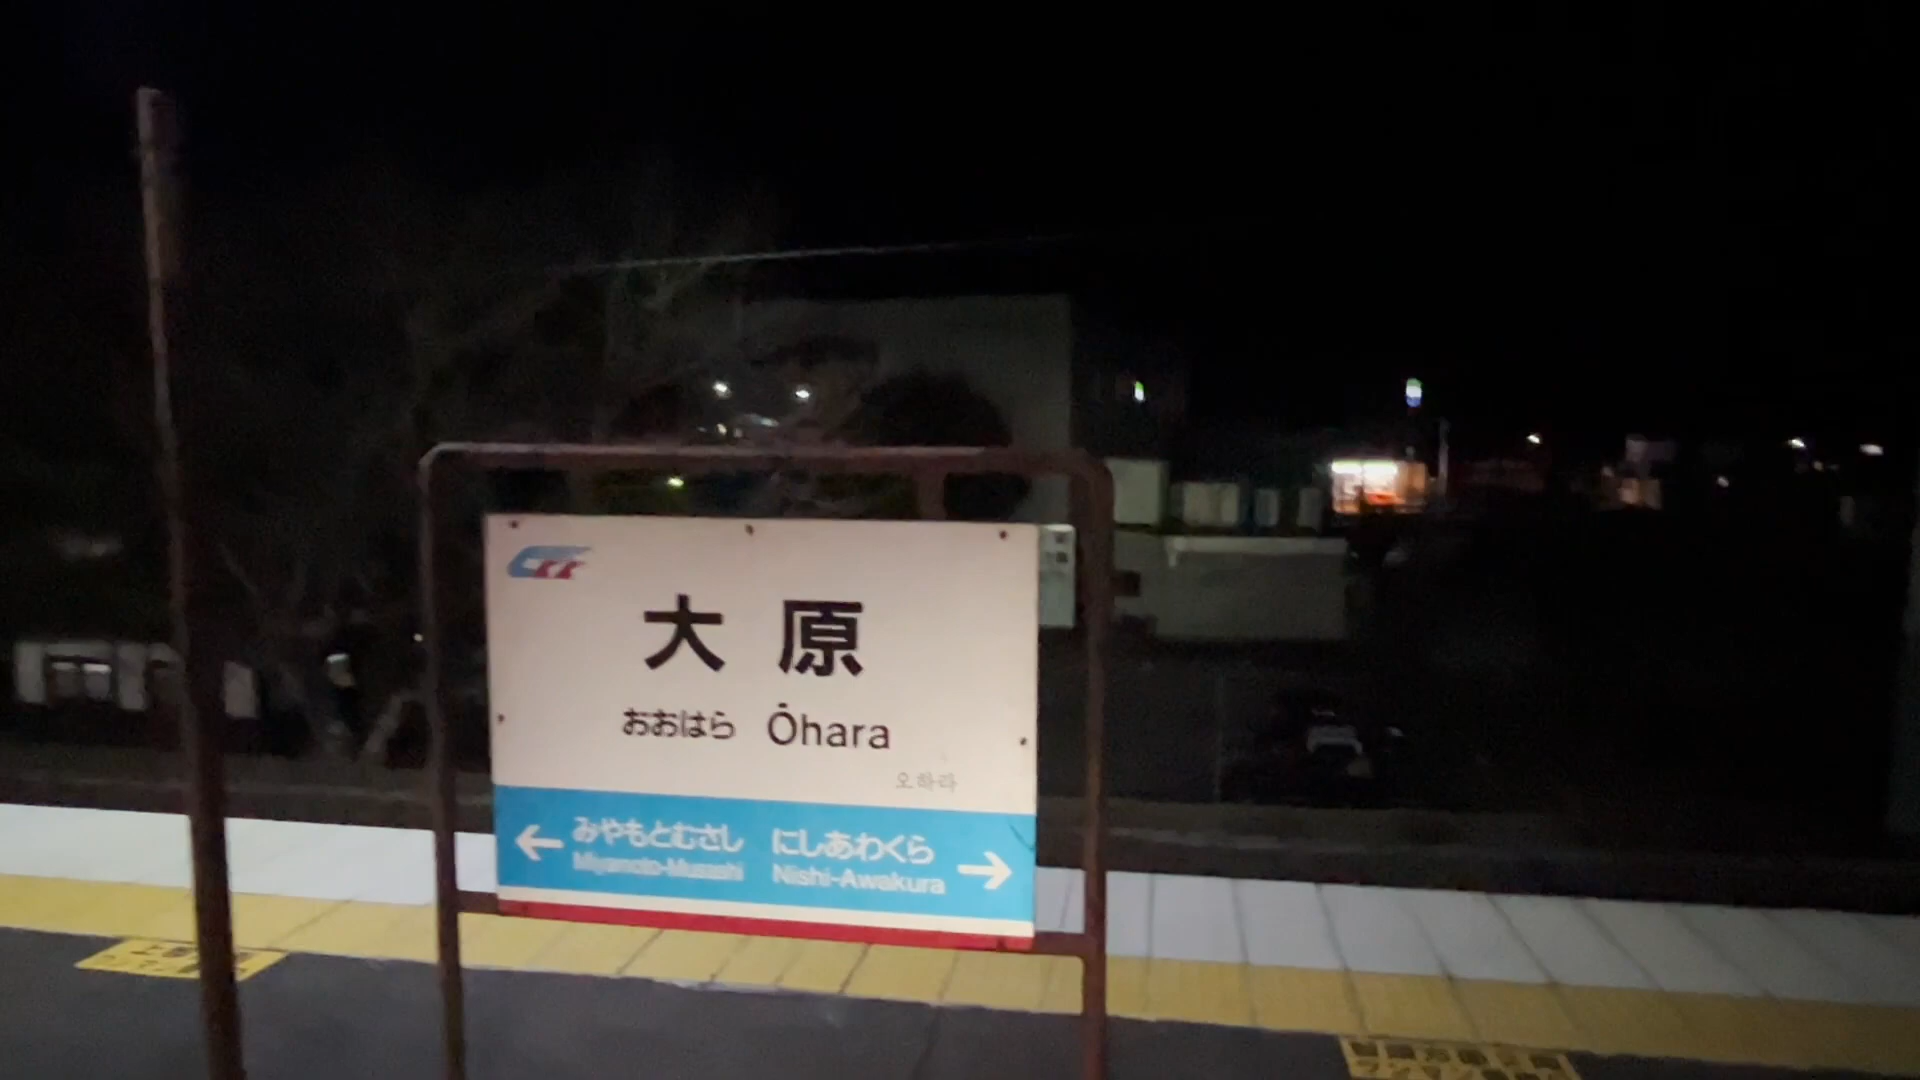 大原
おおはら Ōhara
오하라
← みやもとむさし にしあわくら →
Miyamoto-Musashi Nishi-Awakura